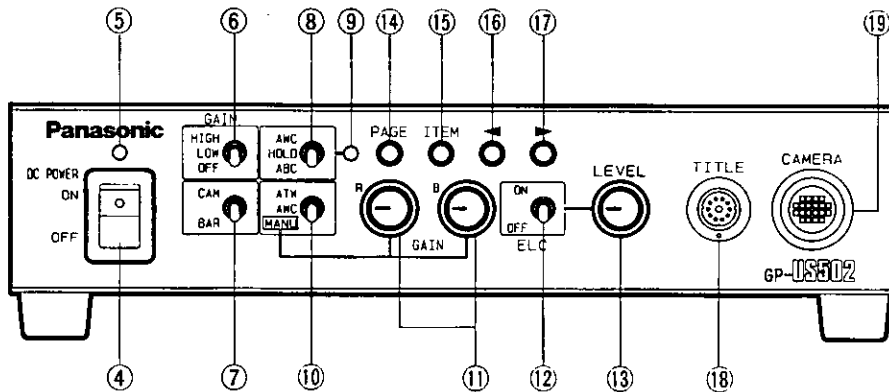 ⑤ ⑥ ⑧ ⑨ ⑭ ⑮ ⑯ ⑰ ⑲
Panasonic
DC POWER
ON
OFF
GAIN
HIGH
LOW
OFF
CAM
BAR
AWC
HOLD
ABC
ATW
AWC
MANU
PAGE
ITEM
◄
►
R
B
GAIN
ON
OFF
ELC
LEVEL
TITLE
CAMERA
GP-US502
④ ⑦ ⑩ ⑪ ⑫ ⑬ ⑱